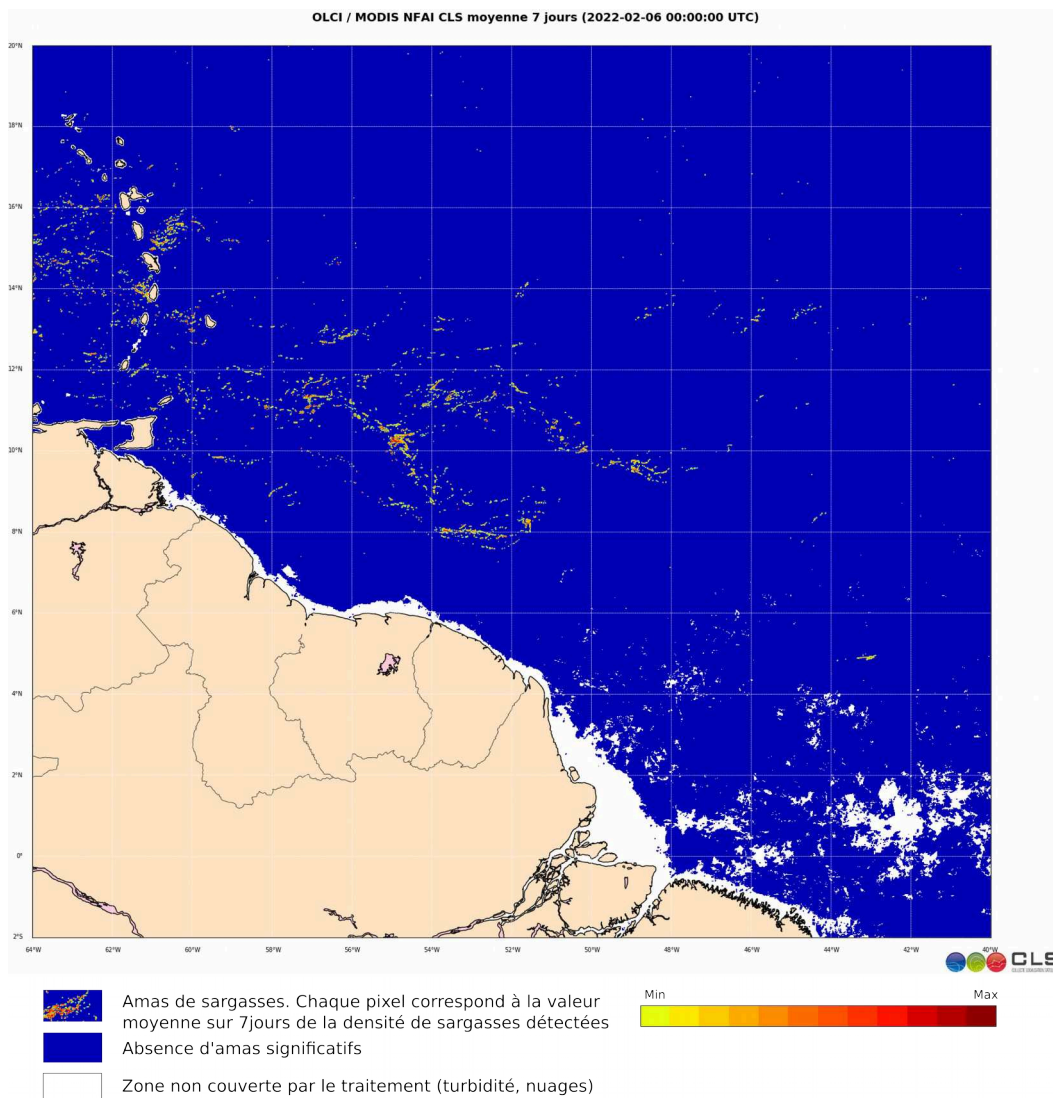 OLCI / MODIS NFAI CLS moyenne 7 jours (2022-02-06 00:00:00 UTC)
20°N
18°N
16°N
14°N
12°N
10°N
8°N
6°N
4°N
2°N
0°
2°S
64°W 62°W 60°W 58°W 56°W 54°W 52°W 50°W 48°W 46°W 44°W 42°W 40°W
CLS
Amas de sargasses. Chaque pixel correspond à la valeur
moyenne sur 7jours de la densité de sargasses détectées
Min Max
Absence d'amas significatifs
Zone non couverte par le traitement (turbidité, nuages)